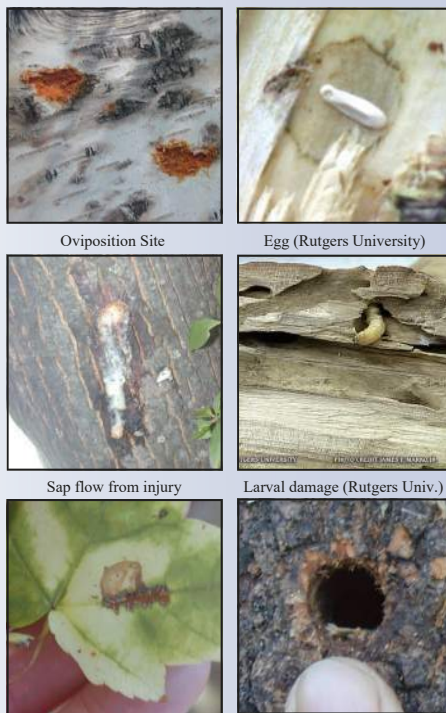 Oviposition Site
Egg (Rutgers University)
Sap flow from injury
Larval damage (Rutgers Univ.)